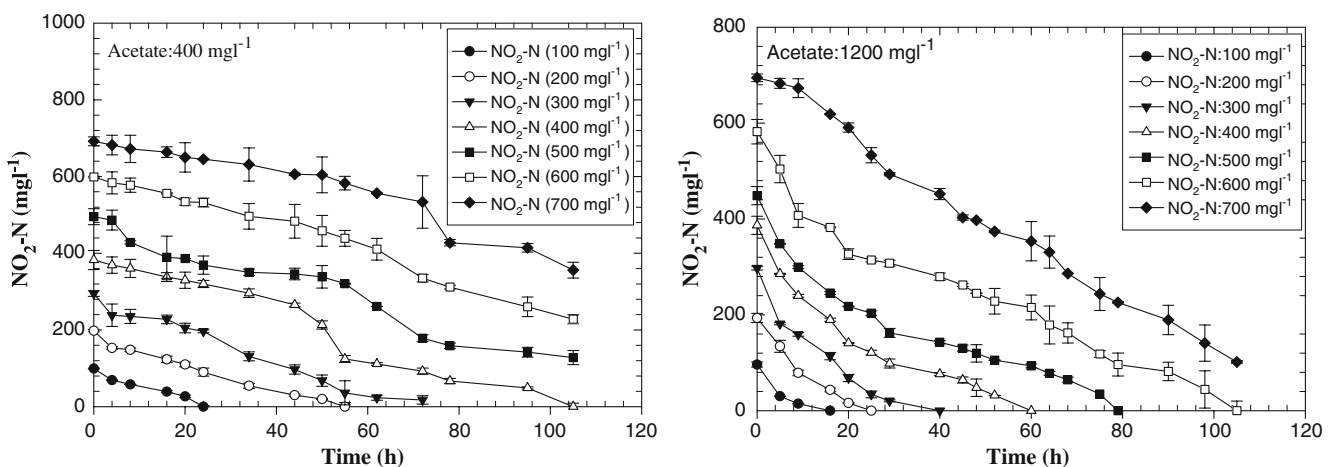 Acetate:400 mgl⁻¹
NO₂-N (100 mgl⁻¹)
NO₂-N (200 mgl⁻¹)
NO₂-N (300 mgl⁻¹)
NO₂-N (400 mgl⁻¹)
NO₂-N (500 mgl⁻¹)
NO₂-N (600 mgl⁻¹)
NO₂-N (700 mgl⁻¹)
NO₂-N (mgl⁻¹)
1000
800
600
400
200
0
0 20 40 60 80 100 120
Time (h)
Acetate:1200 mgl⁻¹
NO₂-N:100 mgl⁻¹
NO₂-N:200 mgl⁻¹
NO₂-N:300 mgl⁻¹
NO₂-N:400 mgl⁻¹
NO₂-N:500 mgl⁻¹
NO₂-N:600 mgl⁻¹
NO₂-N:700 mgl⁻¹
NO₂-N (mgl⁻¹)
800
600
400
200
0
0 20 40 60 80 100 120
Time (h)